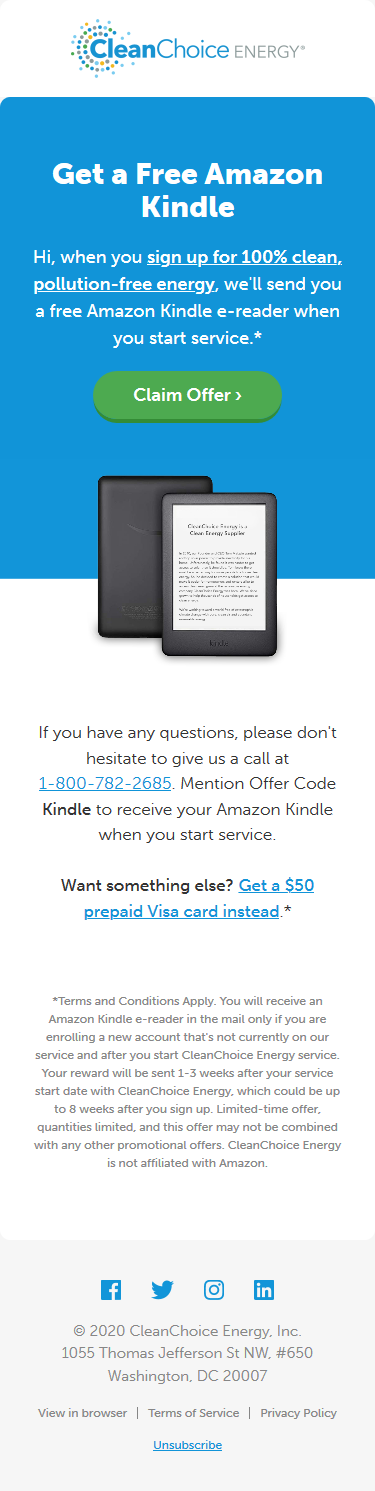 CleanChoice ENERGY®
Get a Free Amazon
Kindle
Hi, when you sign up for 100% clean,
pollution-free energy, we'll send you
a free Amazon Kindle e-reader when
you start service.*
Claim Offer ›
CleanChoice Energy is a
Clean Energy Supplier
kindle
If you have any questions, please don't
hesitate to give us a call at
1-800-782-2685. Mention Offer Code
Kindle to receive your Amazon Kindle
when you start service.
Want something else? Get a $50
prepaid Visa card instead.*
*Terms and Conditions Apply. You will receive an
Amazon Kindle e-reader in the mail only if you are
enrolling a new account that's not currently on our
service and after you start CleanChoice Energy service.
Your reward will be sent 1-3 weeks after your service
start date with CleanChoice Energy, which could be up
to 8 weeks after you sign up. Limited-time offer,
quantities limited, and this offer may not be combined
with any other promotional offers. CleanChoice Energy
is not affiliated with Amazon.
© 2020 CleanChoice Energy, Inc.
1055 Thomas Jefferson St NW, #650
Washington, DC 20007
View in browser | Terms of Service | Privacy Policy
Unsubscribe